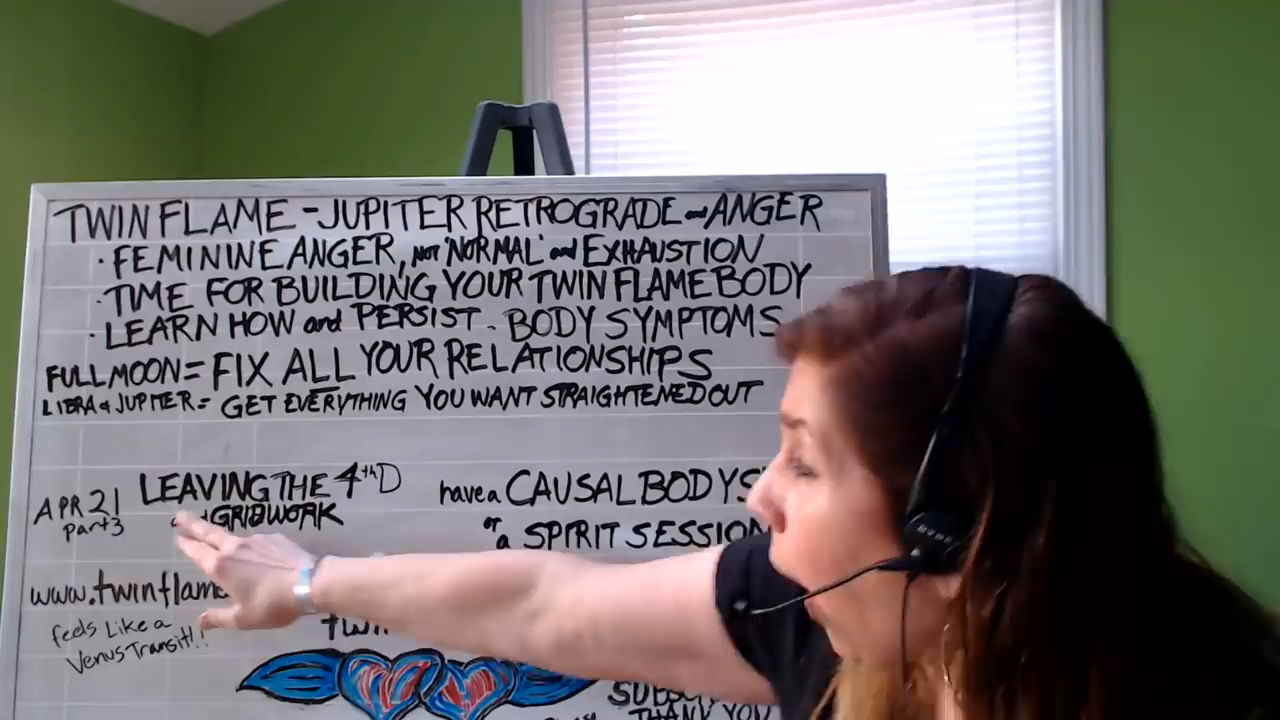 TWIN FLAME - JUPITER RETROGRADE and ANGER
• FEMININE ANGER, not 'NORMAL' and EXHAUSTION
• TIME FOR BUILDING YOUR TWIN FLAME BODY
• LEARN HOW and PERSIST - BODY SYMPTOMS
FULL MOON = FIX ALL YOUR RELATIONSHIPS
LIBRA & JUPITER = GET EVERYTHING YOU WANT STRAIGHTENED OUT
APR 21 LEAVING THE 4thD have a CAUSAL BODY
part 3 GRIDWORK or a SPIRIT SESSION
www.twinflame
feels Like a
Venus Transit!!
THANK YOU